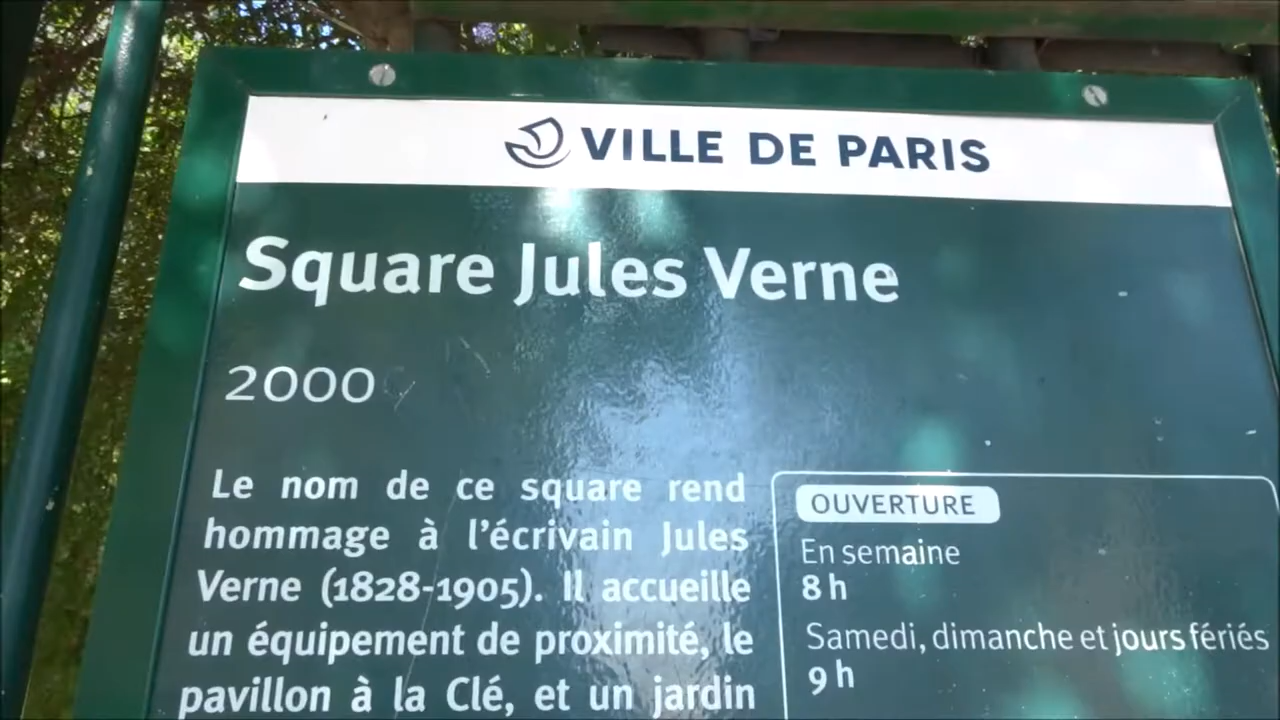 VILLE DE PARIS
Square Jules Verne
2000
Le nom de ce square rend
hommage à l'écrivain Jules
Verne (1828-1905). Il accueille
un équipement de proximité, le
pavillon à la Clé, et un jardin
OUVERTURE
En semaine
8 h
Samedi, dimanche et jours fériés
9 h